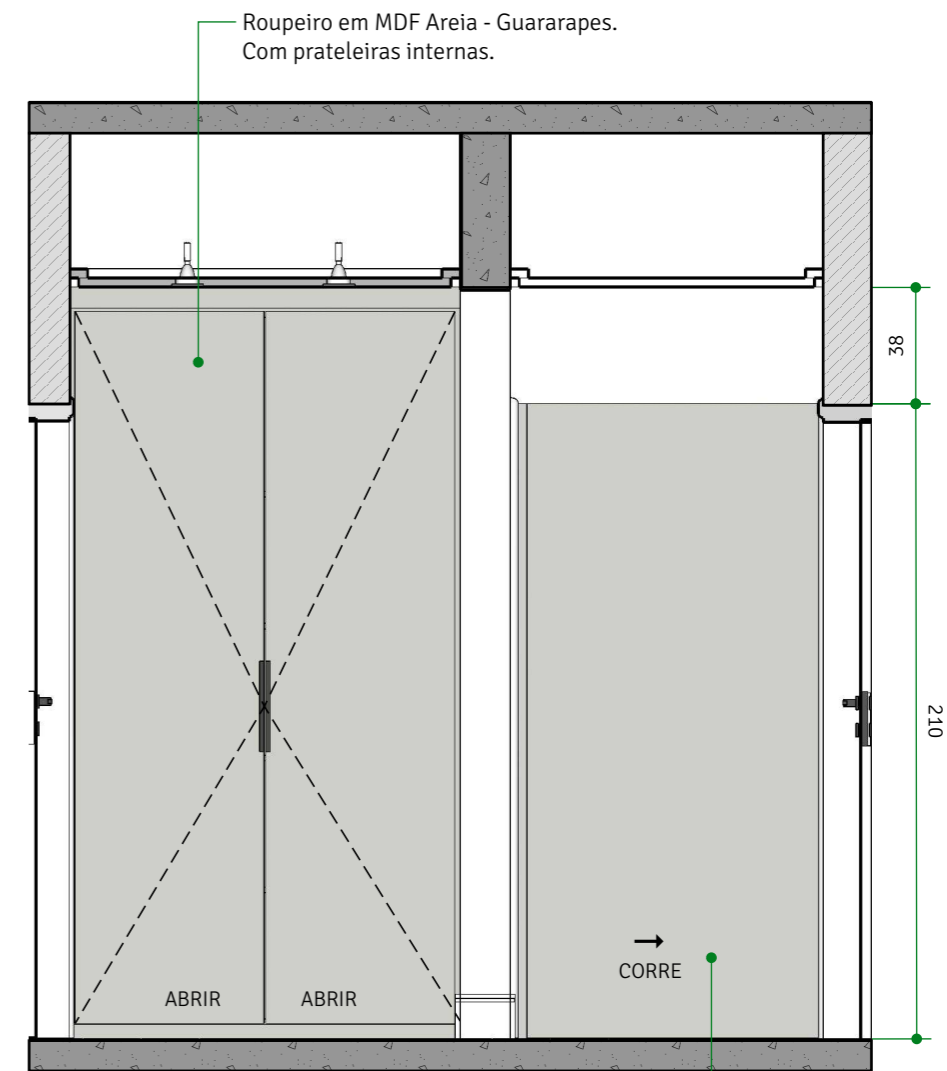 Roupeiro em MDF Areia - Guararapes.
Com prateleiras internas.
38
210
CORRE
ABRIR ABRIR